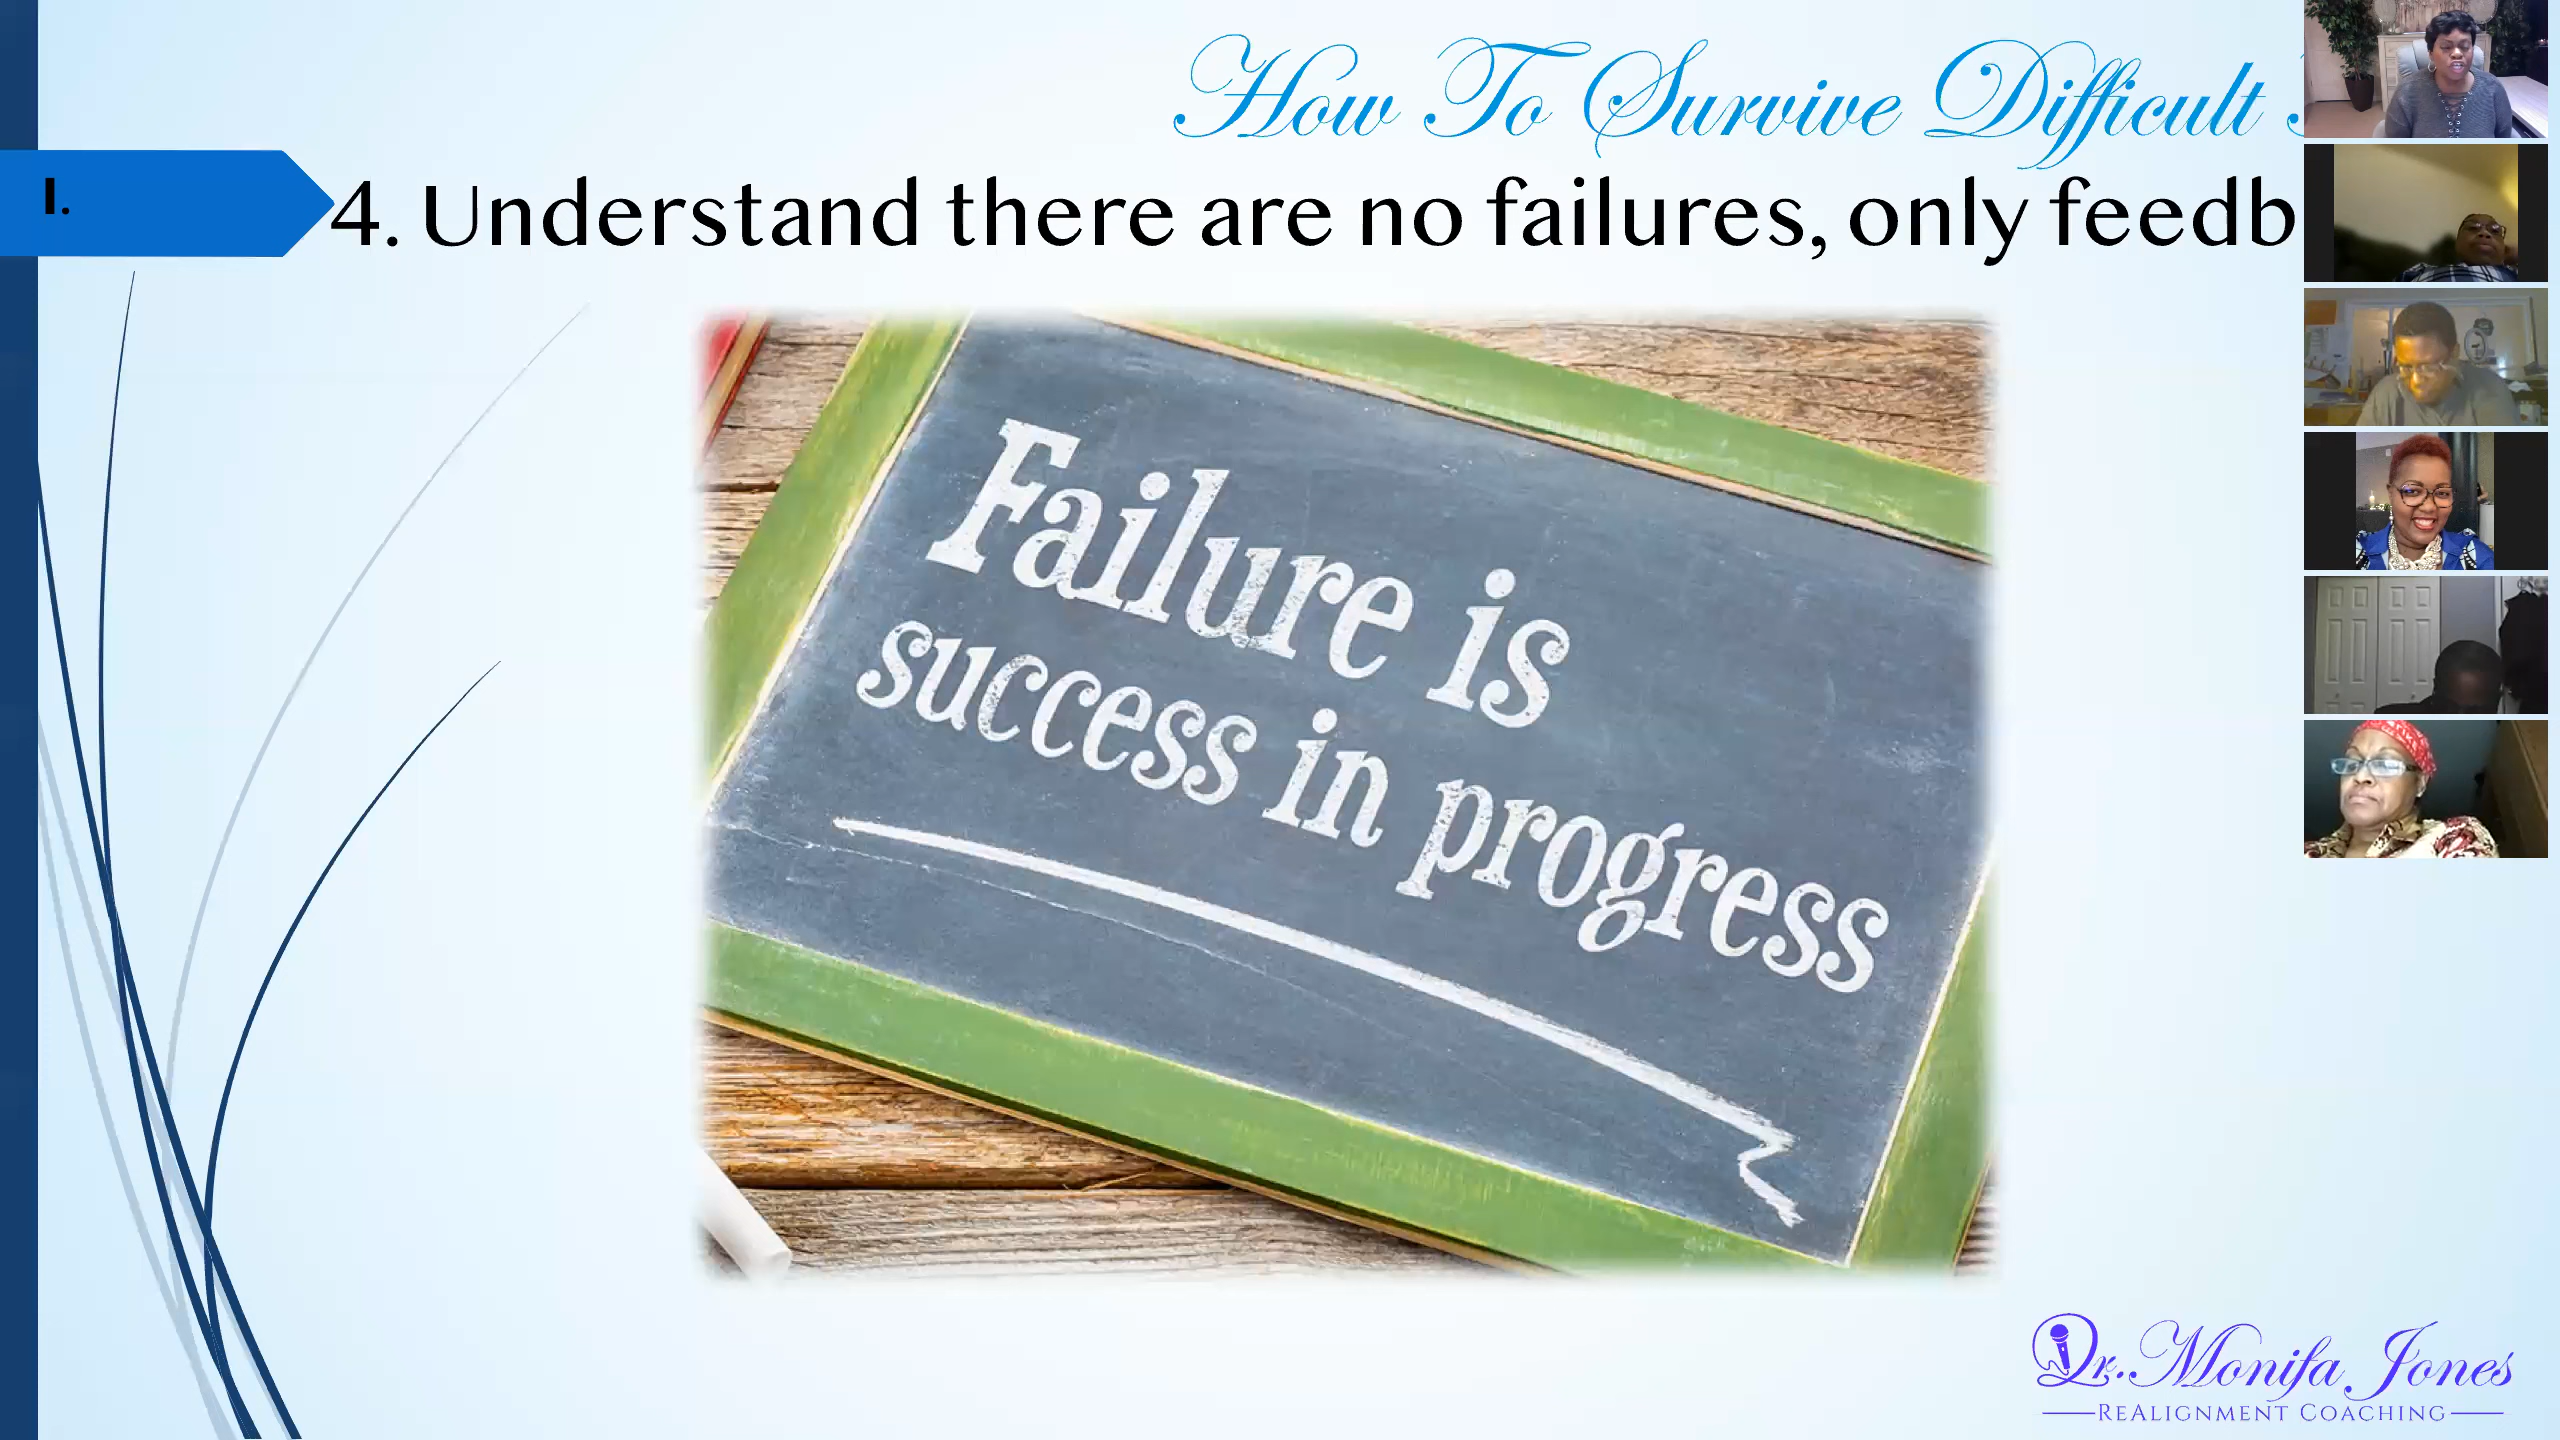 How To Survive Difficult
I.
4. Understand there are no failures, only feedb
Failure is
success in progress
Dr. Monifa Jones
ReAlignment Coaching